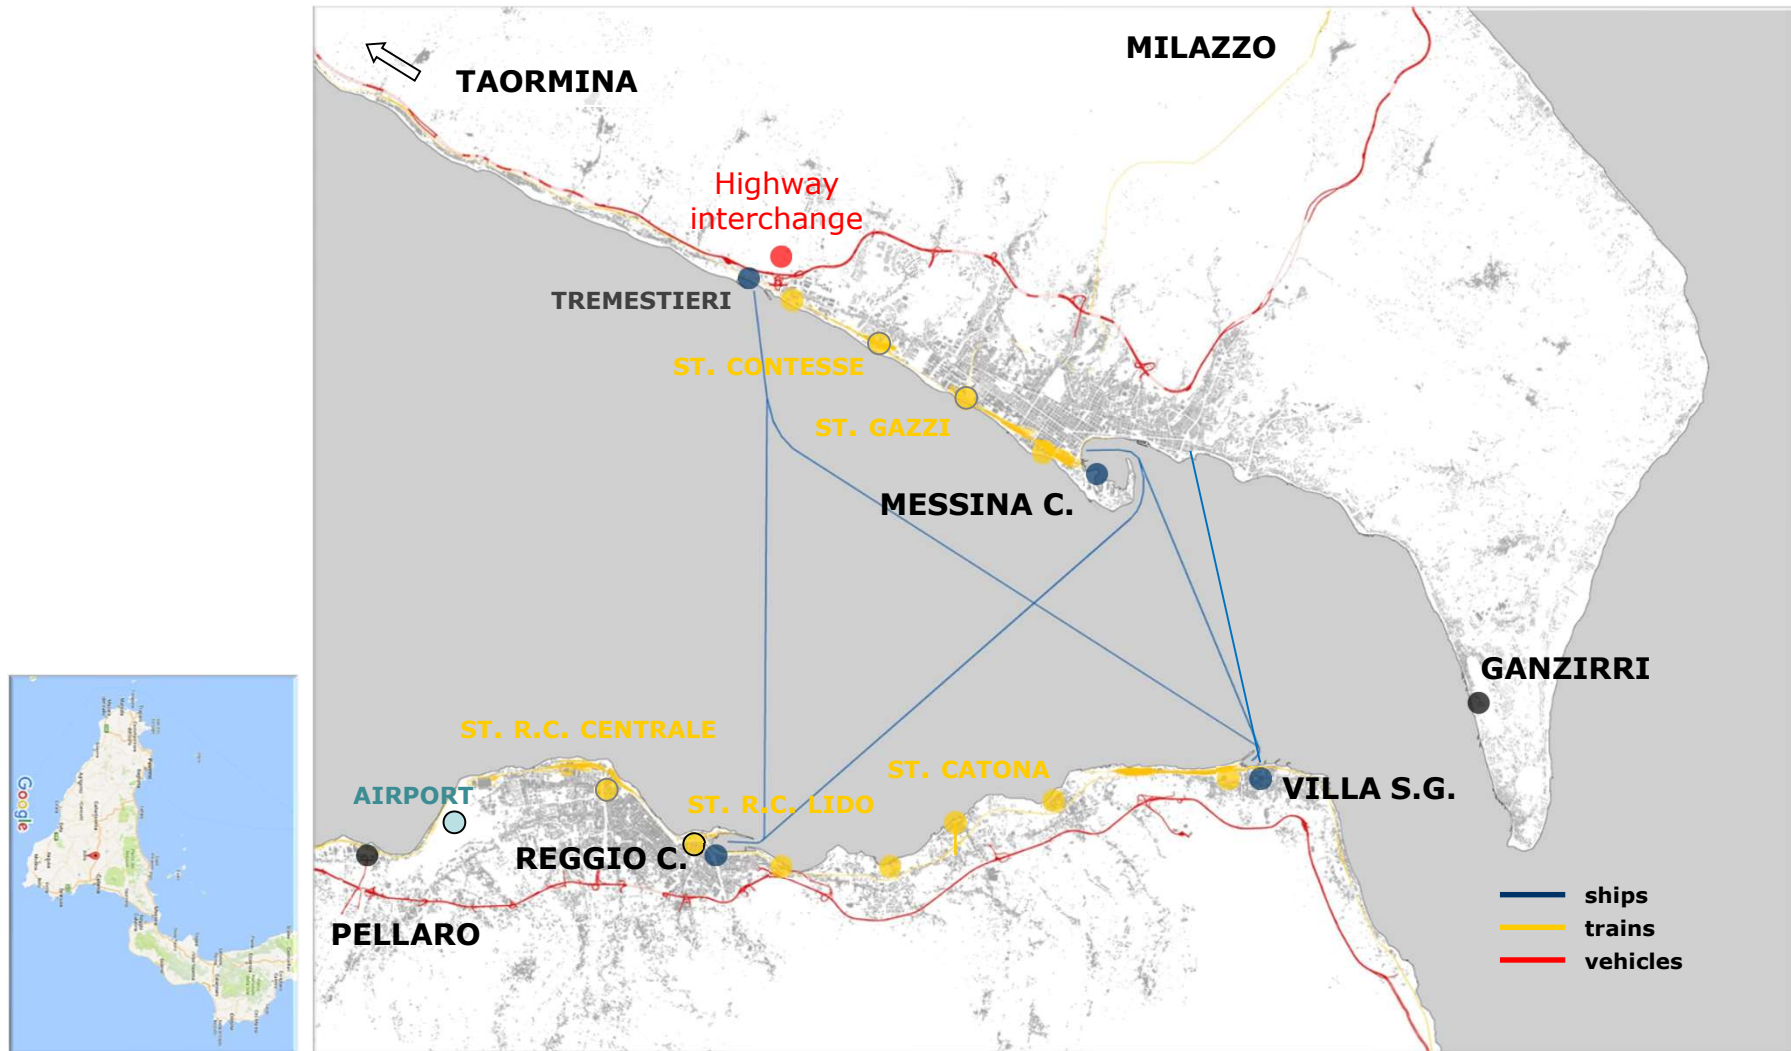 MILAZZO
TAORMINA
Highway
interchange
TREMESTIERI
ST. CONTESSE
ST. GAZZI
MESSINA C.
GANZIRRI
ST. R.C. CENTRALE
ST. CATONA
AIRPORT
ST. R.C. LIDO
VILLA S.G.
REGGIO C.
PELLARO
ships
trains
vehicles
Google